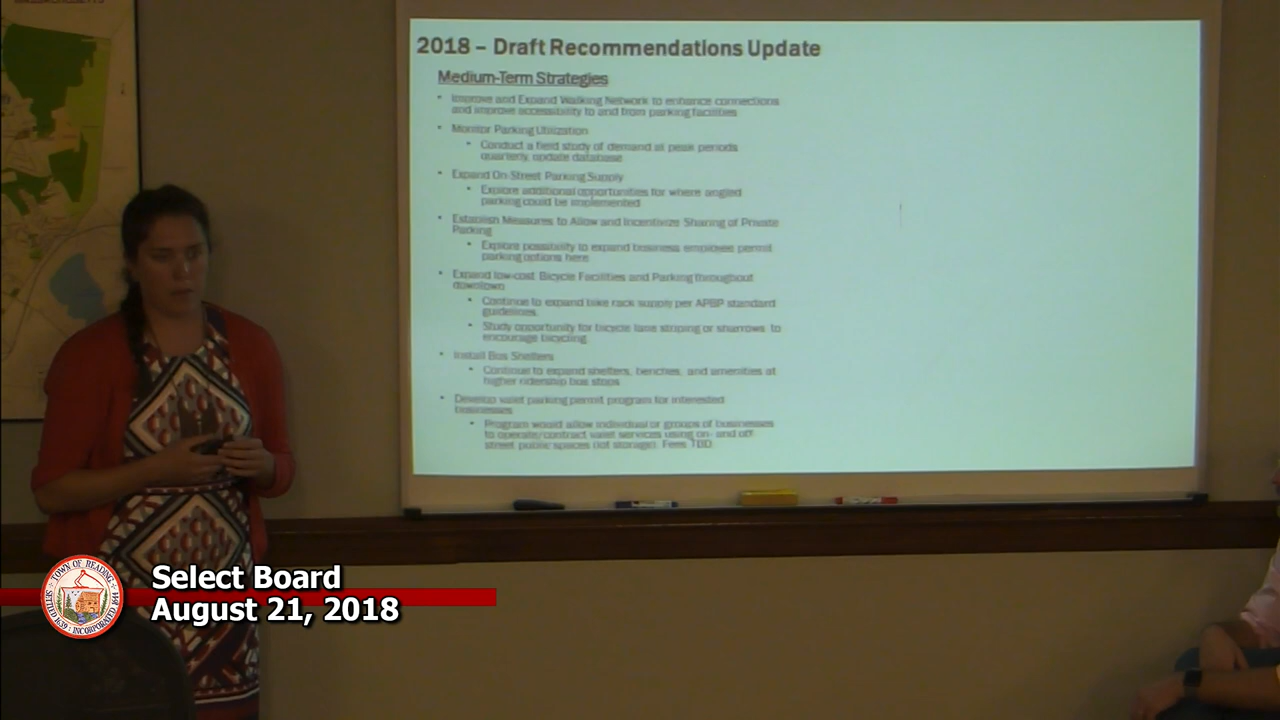 MASSACHUSETTS
2018 – Draft Recommendations Update
Medium-Term Strategies
• Improve and Expand Walking Network to enhance connections
and improve accessibility to and from parking facilities
• Monitor Parking Utilization
• Conduct a field study of demand at peak periods
quarterly, update database
• Expand On-Street Parking Supply
• Explore additional opportunities for where angled
parking could be implemented
• Establish Measures to Allow and Incentivize Sharing of Private
Parking
• Explore possibility to expand business employee permit
parking options here
• Expand low-cost Bicycle Facilities and Parking throughout
downtown
• Continue to expand bike rack supply per APBP standard
guidelines.
• Study opportunity for bicycle lane striping or sharrows to
encourage bicycling
• Install Bus Shelters
• Continue to expand shelters, benches, and amenities at
higher ridership bus stops
• Develop valet parking permit program for interested
businesses
• Program would allow individual or groups of businesses
to operate/contract valet services using on- and off-
street public spaces (not storage). Fees TBD
TOWN OF READING
SETTLED 1639 · INCORPORATED 1644
Select Board
August 21, 2018